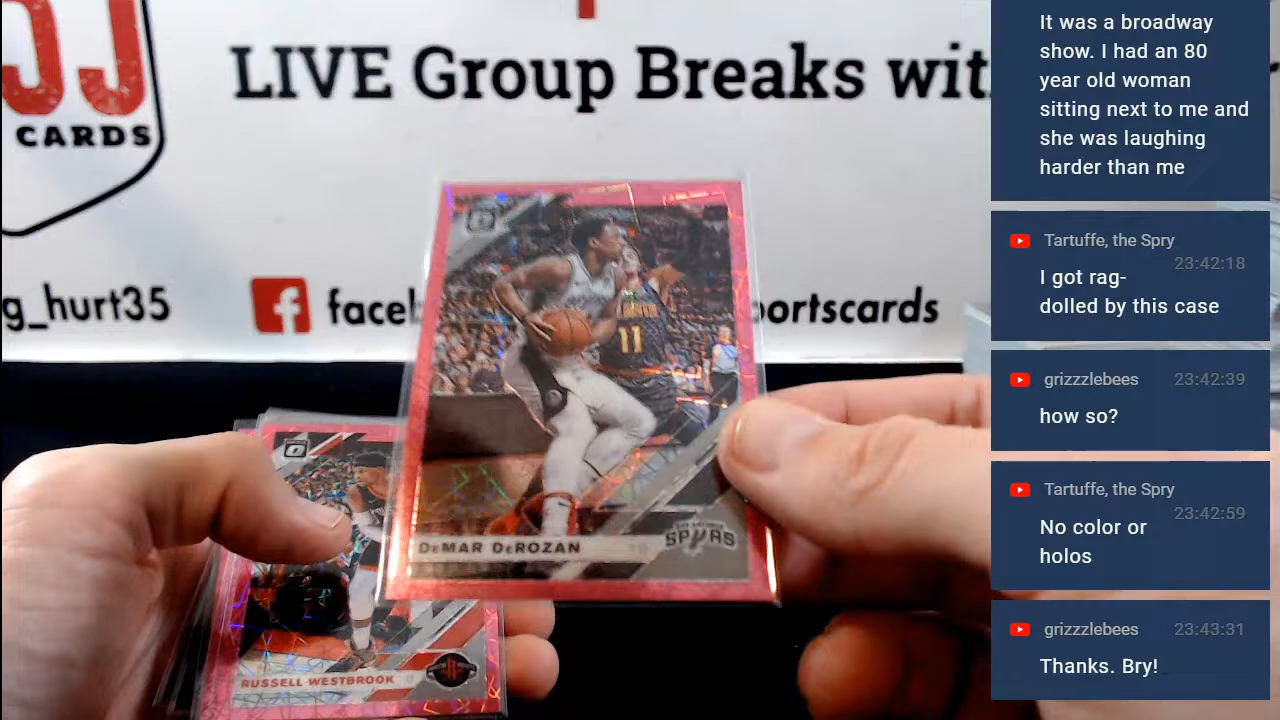 JJ
CARDS
LIVE Group Breaks wit
g_hurt35
f
facel
portscards
11
DEMAR DEROZAN
SPURS
RUSSELL WESTBROOK
R
It was a broadway
show. I had an 80
year old woman
sitting next to me and
she was laughing
harder than me
Tartuffe, the Spry
23:42:18
I got rag-
dolled by this case
grizzzlebees 23:42:39
how so?
Tartuffe, the Spry
23:42:59
No color or
holos
grizzzlebees 23:43:31
Thanks. Bry!